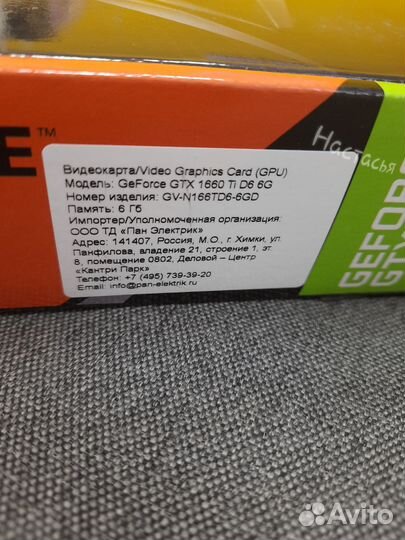 E™
Видеокарта/Video Graphics Card (GPU)
Модель: GeForce GTX 1660 Ti D6 6G
Номер изделия: GV-N166TD6-6GD
Память: 6 Гб
Импортер/Уполномоченная организация:
ООО ТД «Пан Электрик»
Адрес: 141407, Россия, М.О., г. Химки, ул.
Панфилова, владение 21, строение 1, эт.
8, помещение 0802, Деловой – Центр
«Кантри Парк»
Телефон: +7 (495) 739-39-20
Email: info@pan-elektrik.ru
Настасья
GEFORC
GTX
Avito